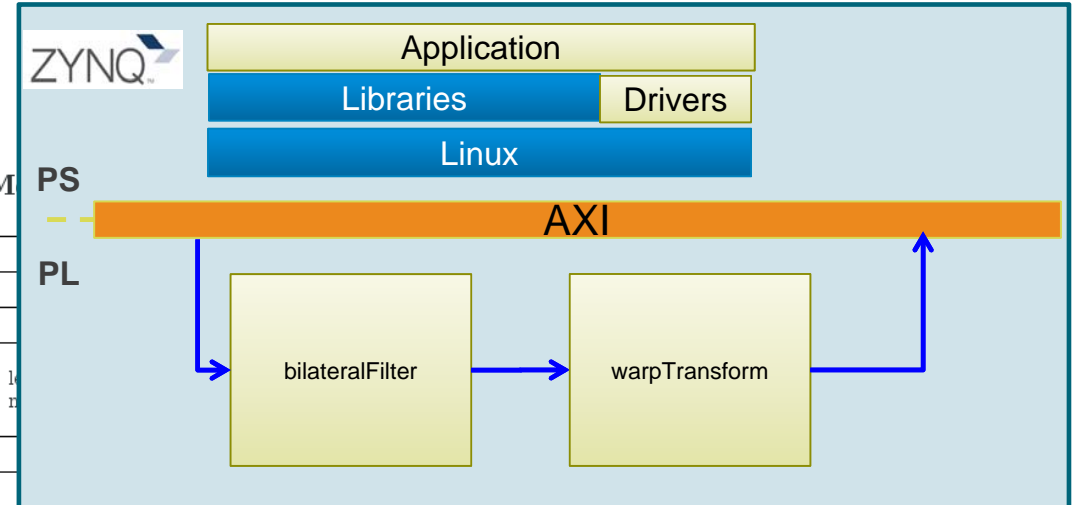 ZYNQ
Application
Libraries
Drivers
Linux
PS
AXI
PL
bilateralFilter
warpTransform